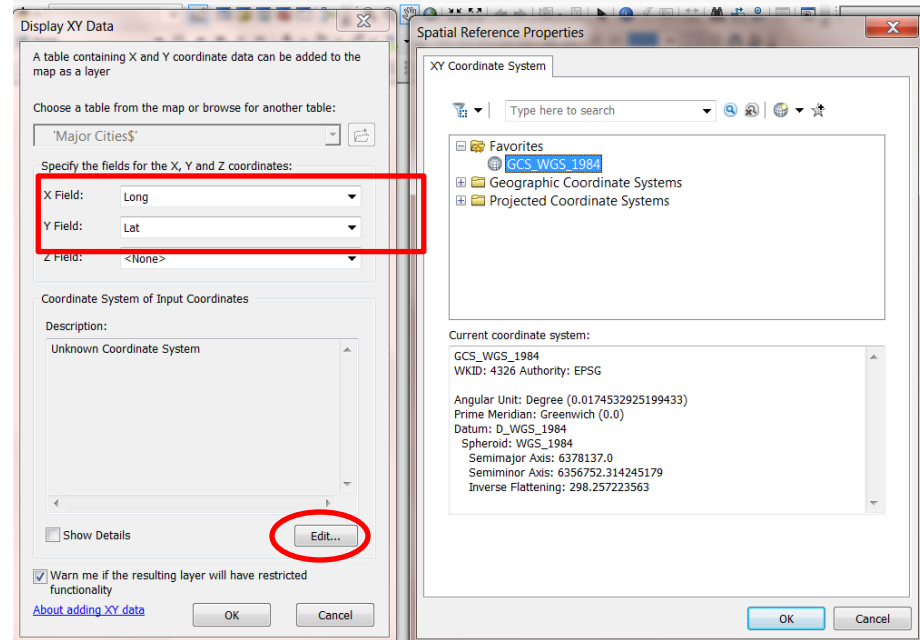 Display XY Data
A table containing X and Y coordinate data can be added to the
map as a layer
Choose a table from the map or browse for another table:
'Major Cities$'
Specify the fields for the X, Y and Z coordinates:
X Field:
Long
Y Field:
Lat
Z Field:
<None>
Coordinate System of Input Coordinates
Description:
Unknown Coordinate System
Show Details
Edit...
Warn me if the resulting layer will have restricted
functionality
About adding XY data
OK
Cancel
Spatial Reference Properties
XY Coordinate System
Type here to search
Favorites
GCS_WGS_1984
Geographic Coordinate Systems
Projected Coordinate Systems
Current coordinate system:
GCS_WGS_1984
WKID: 4326 Authority: EPSG
Angular Unit: Degree (0.0174532925199433)
Prime Meridian: Greenwich (0.0)
Datum: D_WGS_1984
Spheroid: WGS_1984
Semimajor Axis: 6378137.0
Semiminor Axis: 6356752.314245179
Inverse Flattening: 298.257223563
OK
Cancel